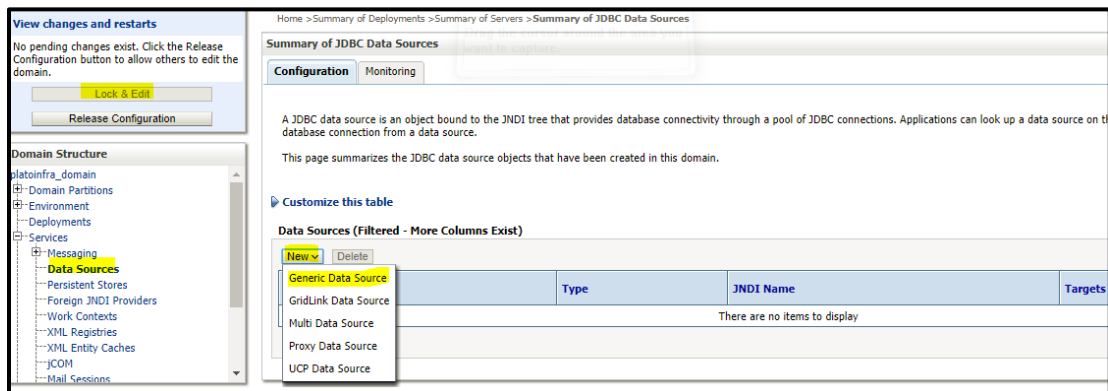 View changes and restarts
No pending changes exist. Click the Release
Configuration button to allow others to edit the
domain.
Lock & Edit
Release Configuration
Domain Structure
platoinfra_domain
Domain Partitions
Environment
Deployments
Services
Messaging
Data Sources
Persistent Stores
Foreign JNDI Providers
Work Contexts
XML Registries
XML Entity Caches
jCOM
Mail Sessions
Home >Summary of Deployments >Summary of Servers >Summary of JDBC Data Sources
Drag the cursor around the area you
want to capture.
Summary of JDBC Data Sources
Configuration Monitoring
A JDBC data source is an object bound to the JNDI tree that provides database connectivity through a pool of JDBC connections. Applications can look up a data source on th
database connection from a data source.
This page summarizes the JDBC data source objects that have been created in this domain.
Customize this table
Data Sources (Filtered - More Columns Exist)
New Delete
Generic Data Source
GridLink Data Source
Multi Data Source
Proxy Data Source
UCP Data Source
Type JNDI Name Targets
There are no items to display